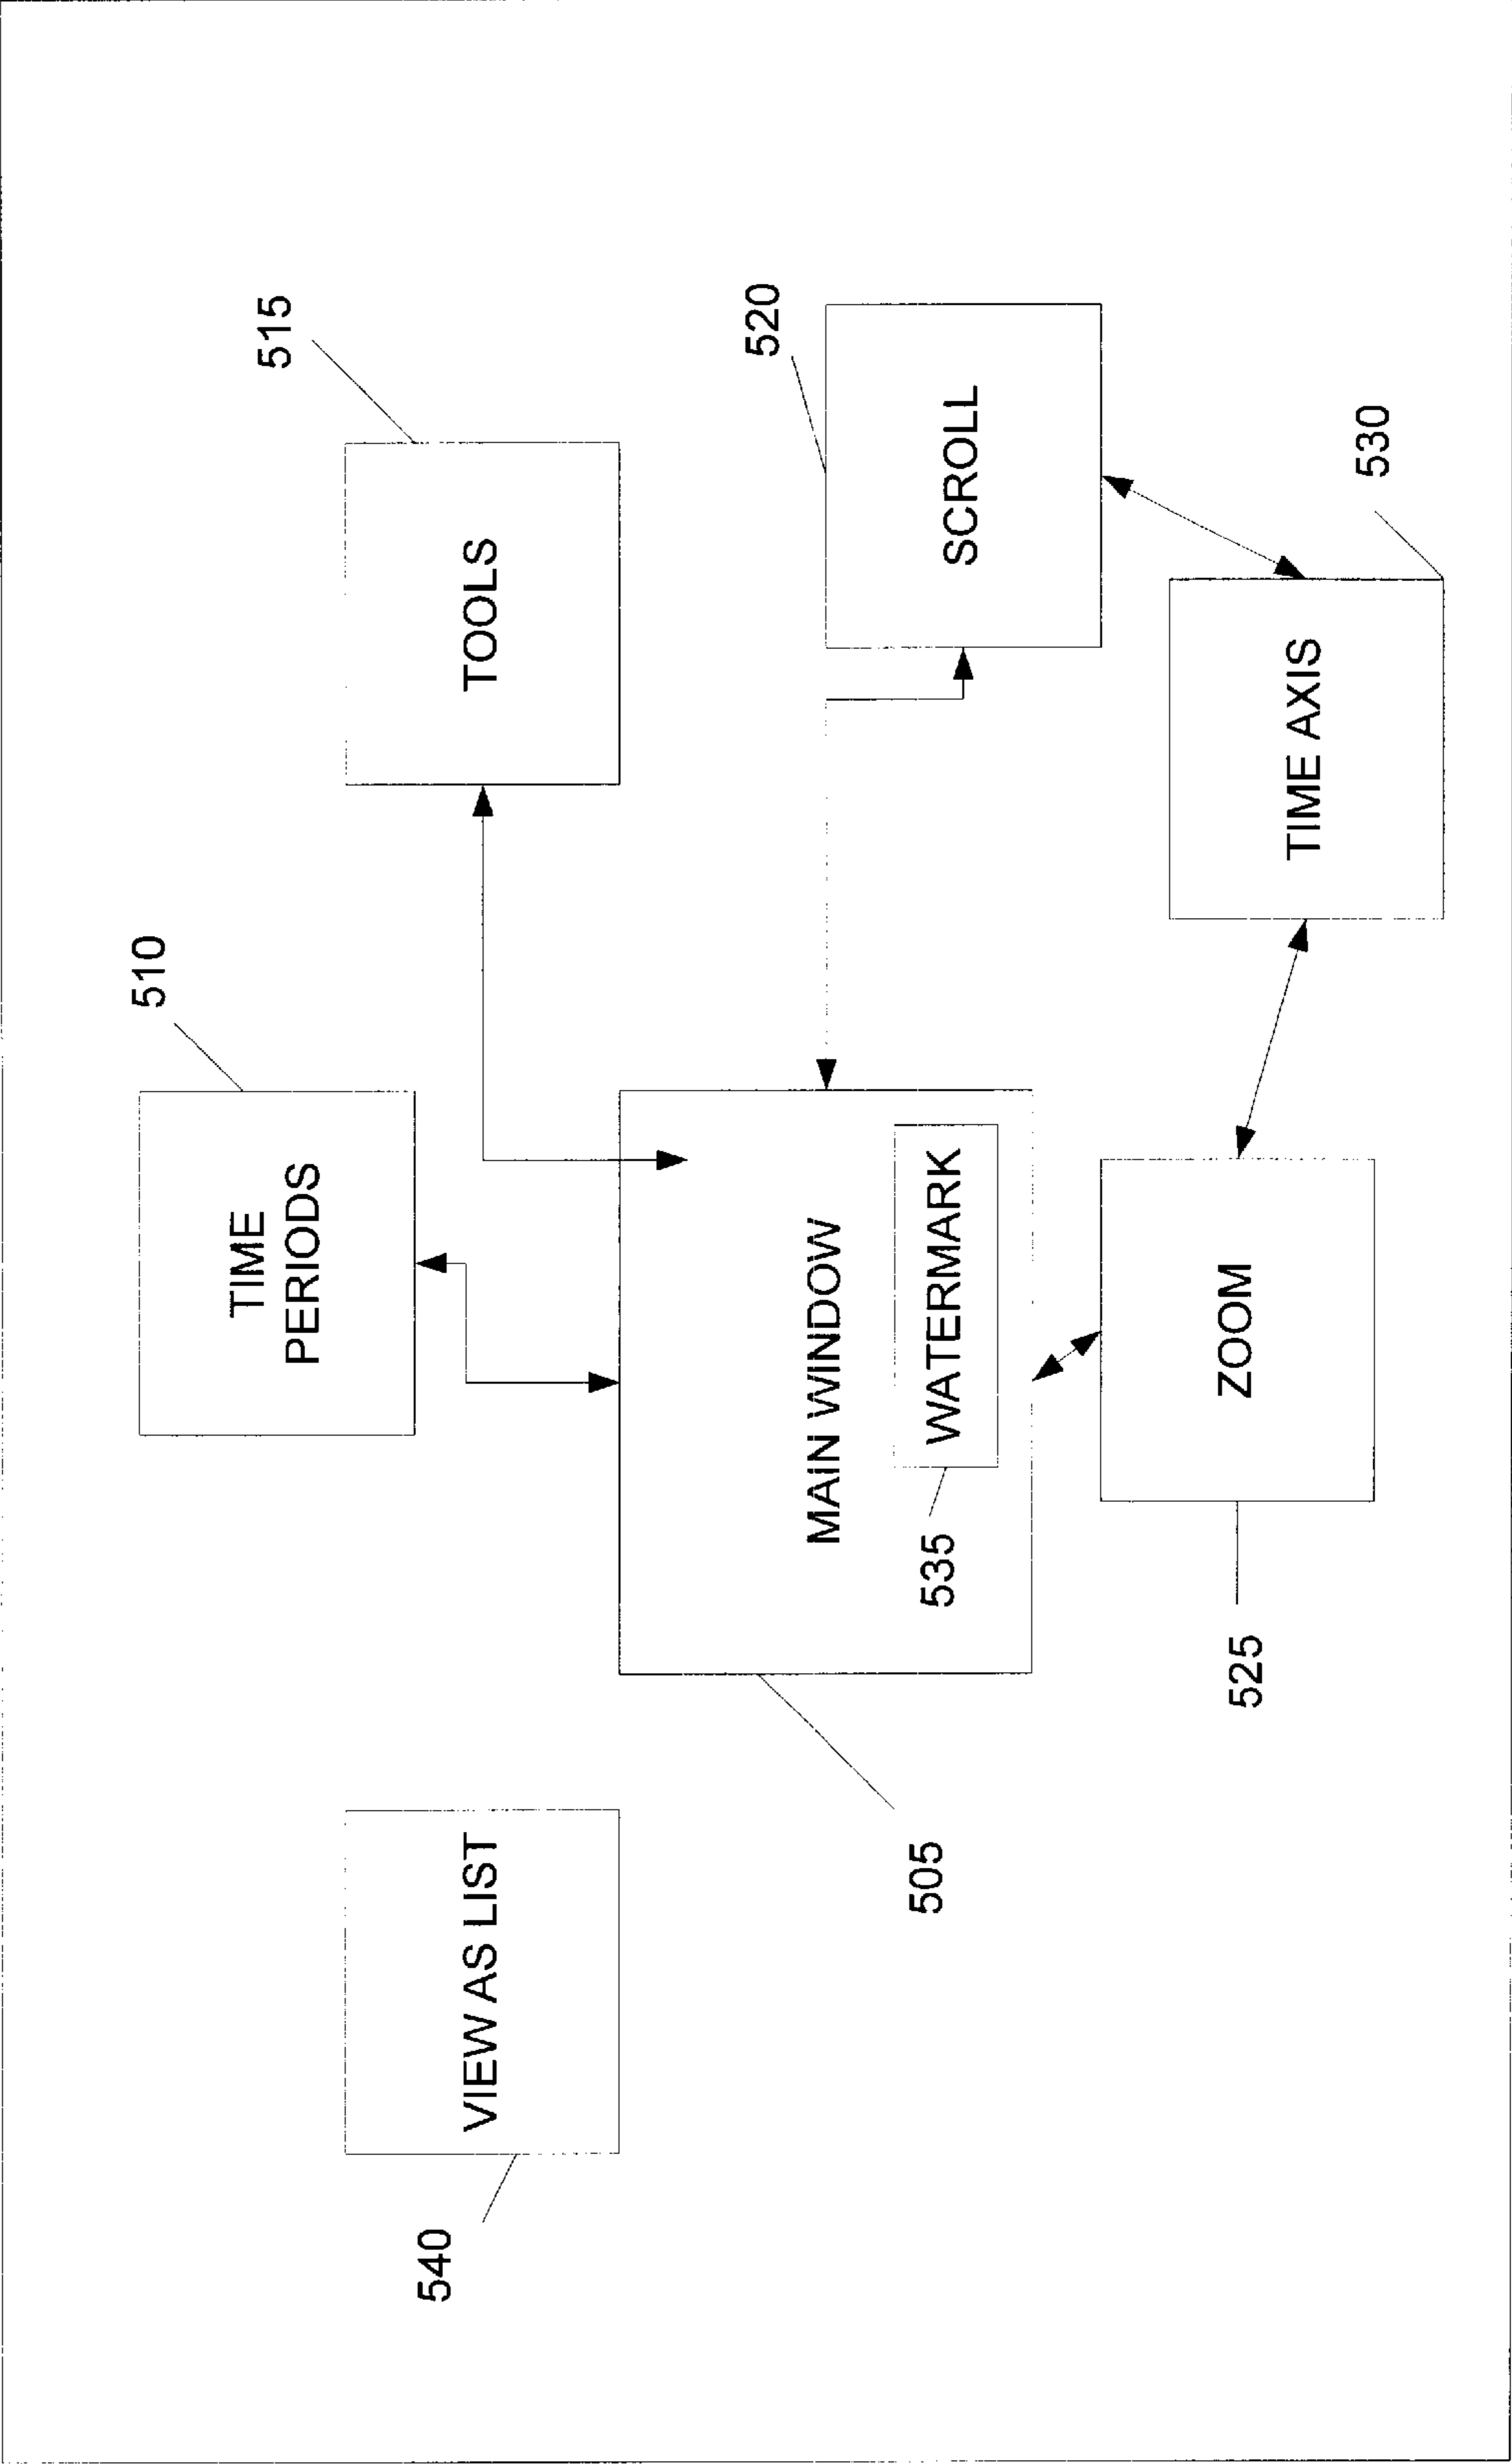 510
TIME
PERIODS
515
TOOLS
540
VIEW AS LIST
505
MAIN WINDOW
535
WATERMARK
520
SCROLL
525
ZOOM
TIME AXIS
530